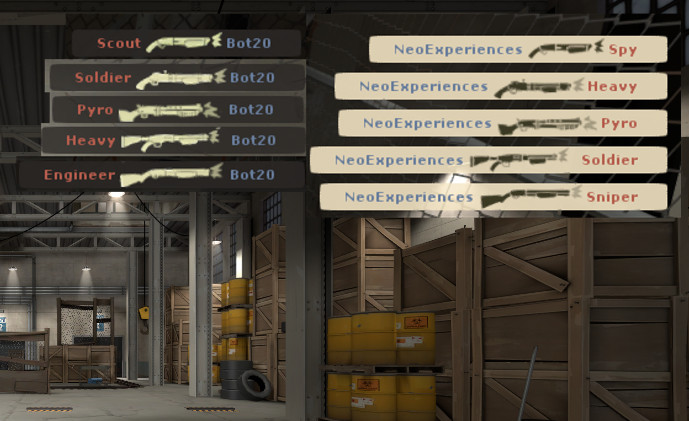 Scout Bot20
Soldier Bot20
Pyro Bot20
Heavy Bot20
Engineer Bot20
NeoExperiences Spy
NeoExperiences Heavy
NeoExperiences Pyro
NeoExperiences Soldier
NeoExperiences Sniper